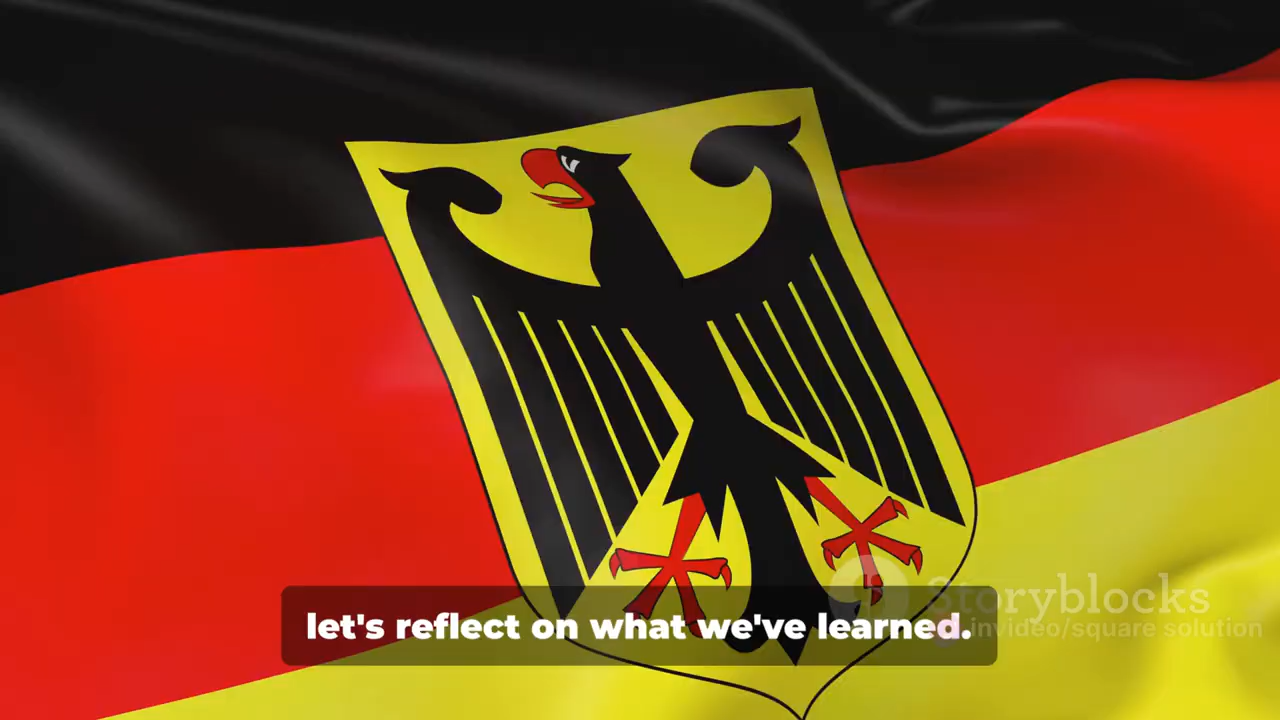 Storyblocks
invideo/square solution
let's reflect on what we've learned.